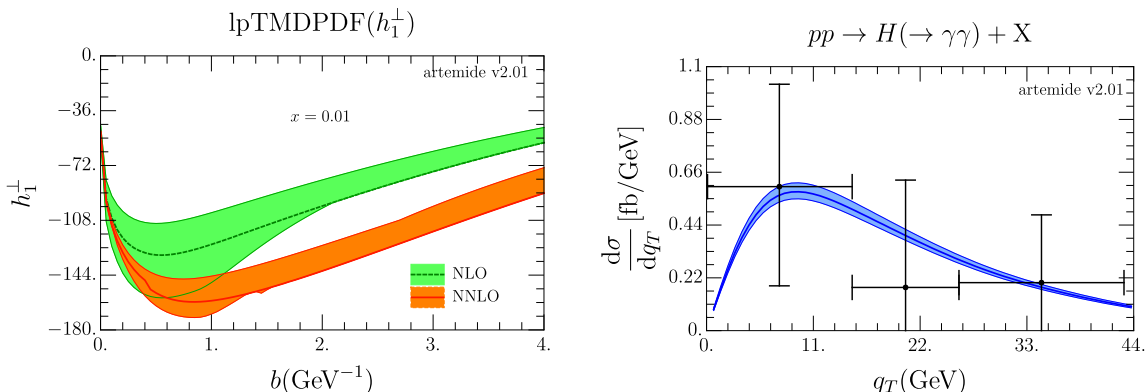 lpTMDPDF(h₁^⊥)
artemide v2.01
x = 0.01
h₁^⊥
0.
−36.
−72.
−108.
−144.
−180.
NLO
NNLO
0. 1. 2. 3. 4.
b(GeV⁻¹)
pp → H(→ γγ) + X
artemide v2.01
dσ/dq_T [fb/GeV]
1.1
0.88
0.66
0.44
0.22
0.
0. 11. 22. 33. 44.
q_T(GeV)